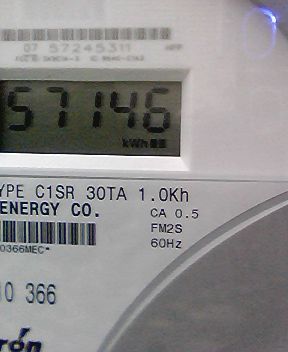 07 57245311
57146
kWh
YPE C1SR 30TA 1.0Kh
ENERGY CO.
CA 0.5
FM2S
60Hz
0366MEC*
10 366
rón